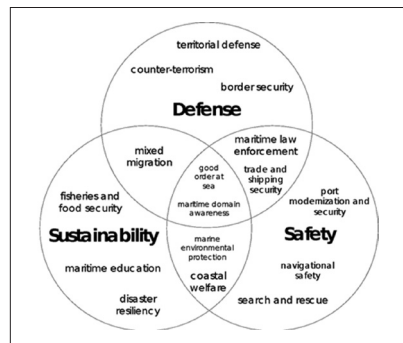 territorial defense
counter-terrorism
border security
Defense
mixed
migration
maritime law
enforcement
good
order at
sea
trade and
shipping
security
maritime domain
awareness
fisheries and
food security
port
modernization and
security
Sustainability
Safety
marine
environmental
protection
maritime education
coastal
welfare
navigational
safety
disaster
resiliency
search and rescue